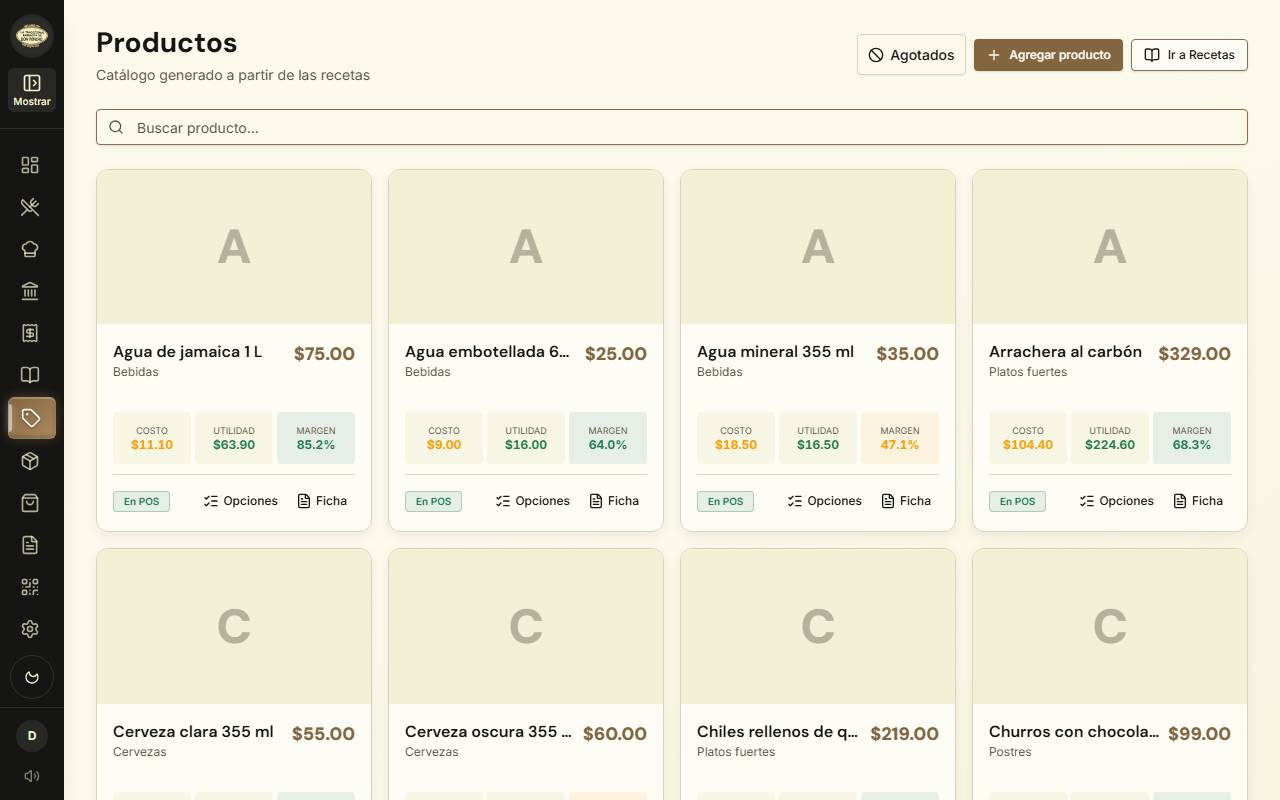 Productos
Catálogo generado a partir de las recetas
Agotados
Agregar producto
Ir a Recetas
Mostrar
Buscar producto...
A
A
A
A
Agua de jamaica 1 L $75.00
Bebidas
Agua embotellada 6... $25.00
Bebidas
Agua mineral 355 ml $35.00
Bebidas
Arrachera al carbón $329.00
Platos fuertes
COSTO UTILIDAD MARGEN
$11.10 $63.90 85.2%
COSTO UTILIDAD MARGEN
$9.00 $16.00 64.0%
COSTO UTILIDAD MARGEN
$18.50 $16.50 47.1%
COSTO UTILIDAD MARGEN
$104.40 $224.60 68.3%
En POS Opciones Ficha
En POS Opciones Ficha
En POS Opciones Ficha
En POS Opciones Ficha
C
C
C
C
Cerveza clara 355 ml $55.00
Cervezas
Cerveza oscura 355 ... $60.00
Cervezas
Chiles rellenos de q... $219.00
Platos fuertes
Churros con chocola... $99.00
Postres
D